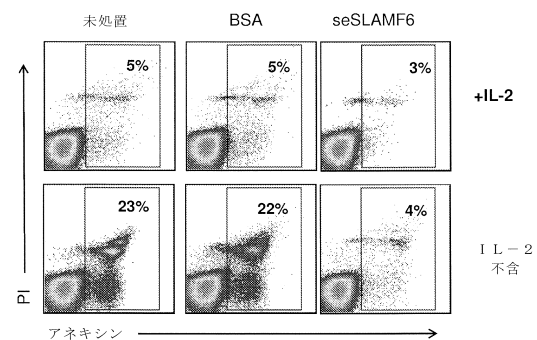 未処置
BSA
seSLAMF6
5%
5%
3%
+IL-2
23%
22%
4%
IL-2
不含
PI
アネキシン